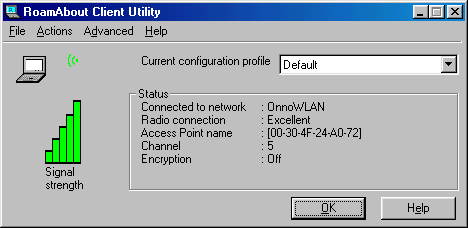 RoamAbout Client Utility
File Actions Advanced Help
Current configuration profile Default
Status
Connected to network : OnnoWLAN
Radio connection : Excellent
Access Point name : [00-30-4F-24-A0-72]
Channel : 5
Encryption : Off
Signal
strength
OK Help